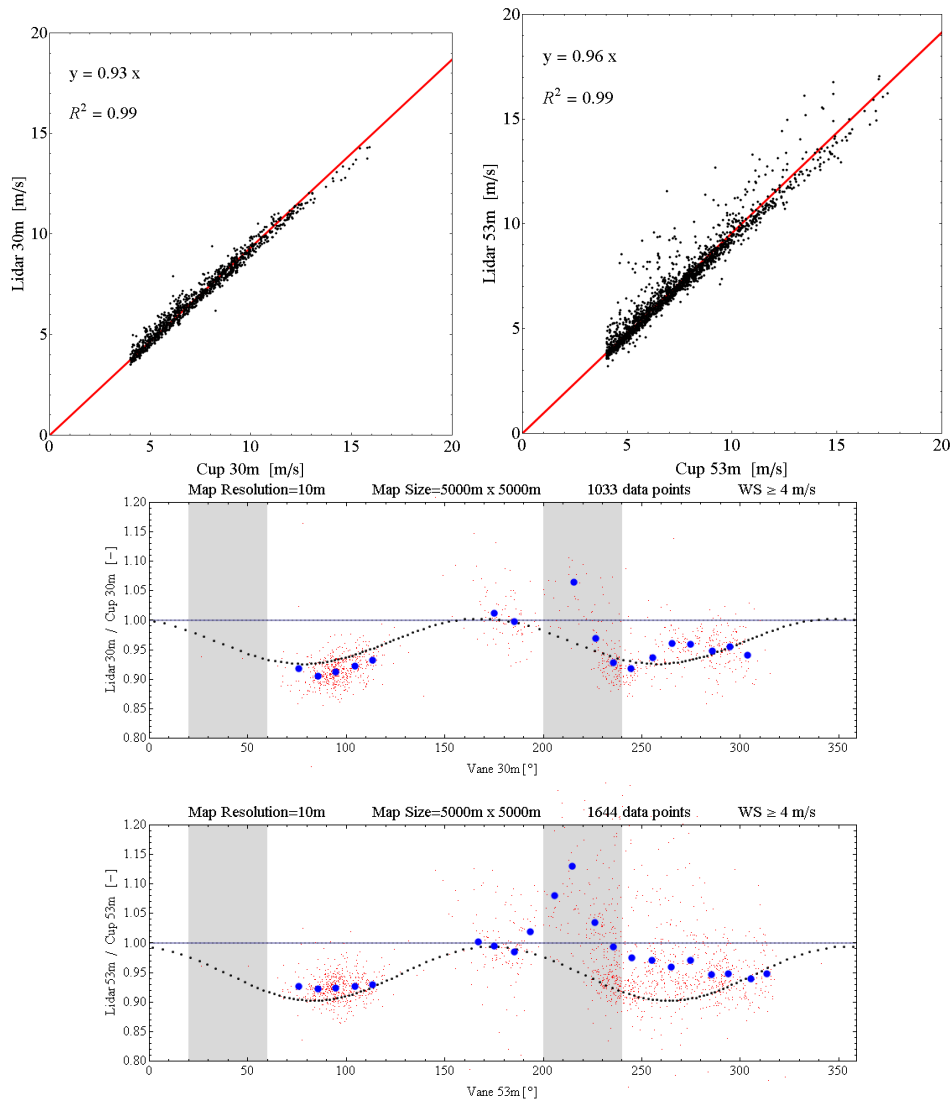 y = 0.93 x
R² = 0.99
Lidar 30m [m/s]
20
15
10
5
0
0 5 10 15 20
Cup 30m [m/s]
y = 0.96 x
R² = 0.99
Lidar 53m [m/s]
20
15
10
5
0
0 5 10 15 20
Cup 53m [m/s]
Map Resolution=10m Map Size=5000m x 5000m 1033 data points WS ≥ 4 m/s
Lidar 30m / Cup 30m [−]
1.20
1.15
1.10
1.05
1.00
0.95
0.90
0.85
0.80
0 50 100 150 200 250 300 350
Vane 30m [°]
Map Resolution=10m Map Size=5000m x 5000m 1644 data points WS ≥ 4 m/s
Lidar 53m / Cup 53m [−]
1.20
1.15
1.10
1.05
1.00
0.95
0.90
0.85
0.80
0 50 100 150 200 250 300 350
Vane 53m [°]